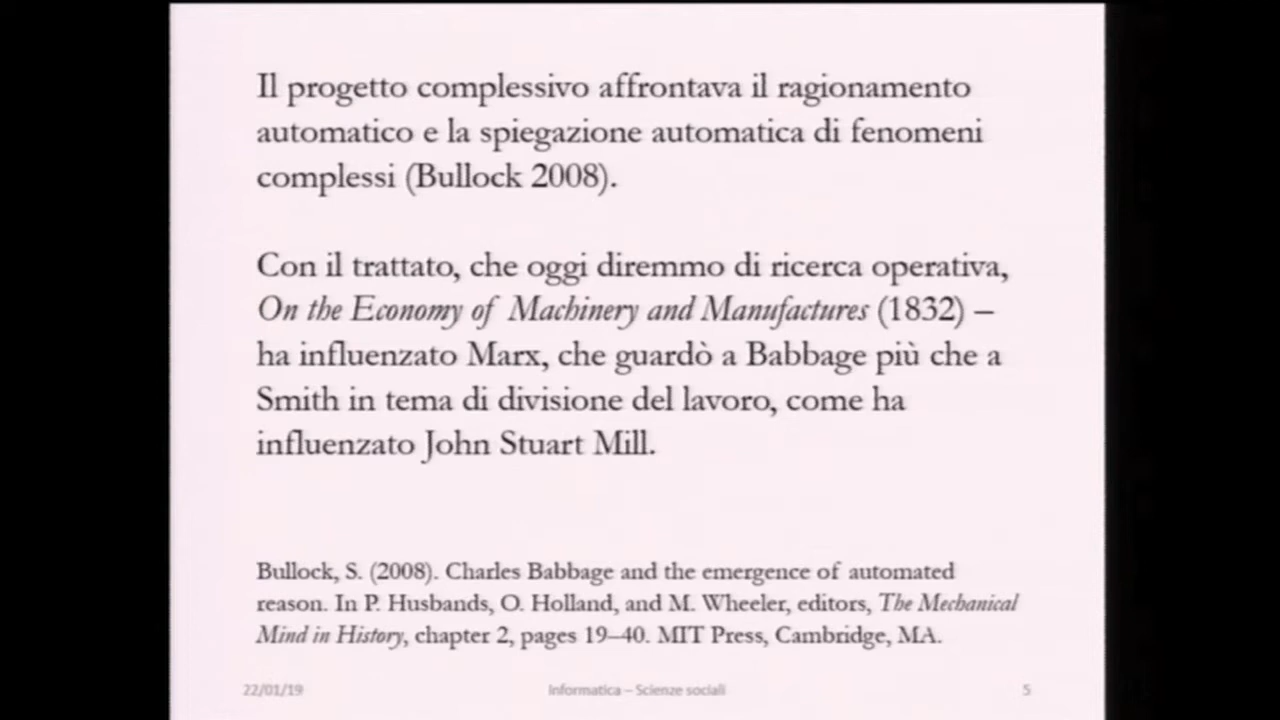 Il progetto complessivo affrontava il ragionamento
automatico e la spiegazione automatica di fenomeni
complessi (Bullock 2008).
Con il trattato, che oggi diremmo di ricerca operativa,
On the Economy of Machinery and Manufactures (1832) –
ha influenzato Marx, che guardò a Babbage più che a
Smith in tema di divisione del lavoro, come ha
influenzato John Stuart Mill.
Bullock, S. (2008). Charles Babbage and the emergence of automated
reason. In P. Husbands, O. Holland, and M. Wheeler, editors, The Mechanical
Mind in History, chapter 2, pages 19–40. MIT Press, Cambridge, MA.
22/01/19 Informatica – Scienze sociali 5